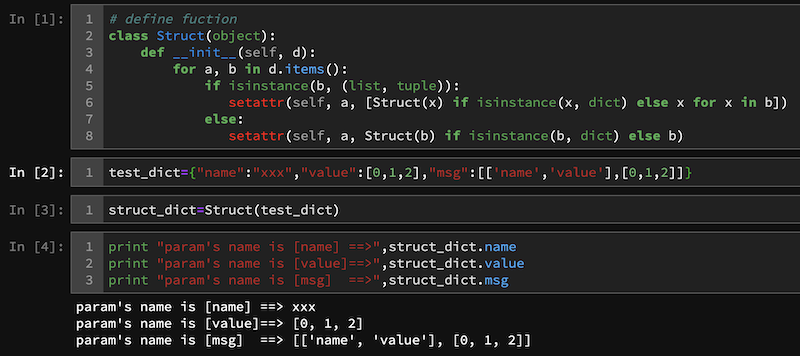 In [1]:
1 # define fuction
2 class Struct(object):
3     def __init__(self, d):
4         for a, b in d.items():
5             if isinstance(b, (list, tuple)):
6                 setattr(self, a, [Struct(x) if isinstance(x, dict) else x for x in b])
7             else:
8                 setattr(self, a, Struct(b) if isinstance(b, dict) else b)
In [2]:
1 test_dict={"name":"xxx","value":[0,1,2],"msg":[['name','value'],[0,1,2]]}
In [3]:
1 struct_dict=Struct(test_dict)
In [4]:
1 print "param's name is [name] ==>",struct_dict.name
2 print "param's name is [value]==>",struct_dict.value
3 print "param's name is [msg]  ==>",struct_dict.msg
param's name is [name] ==> xxx
param's name is [value]==> [0, 1, 2]
param's name is [msg]  ==> [['name', 'value'], [0, 1, 2]]